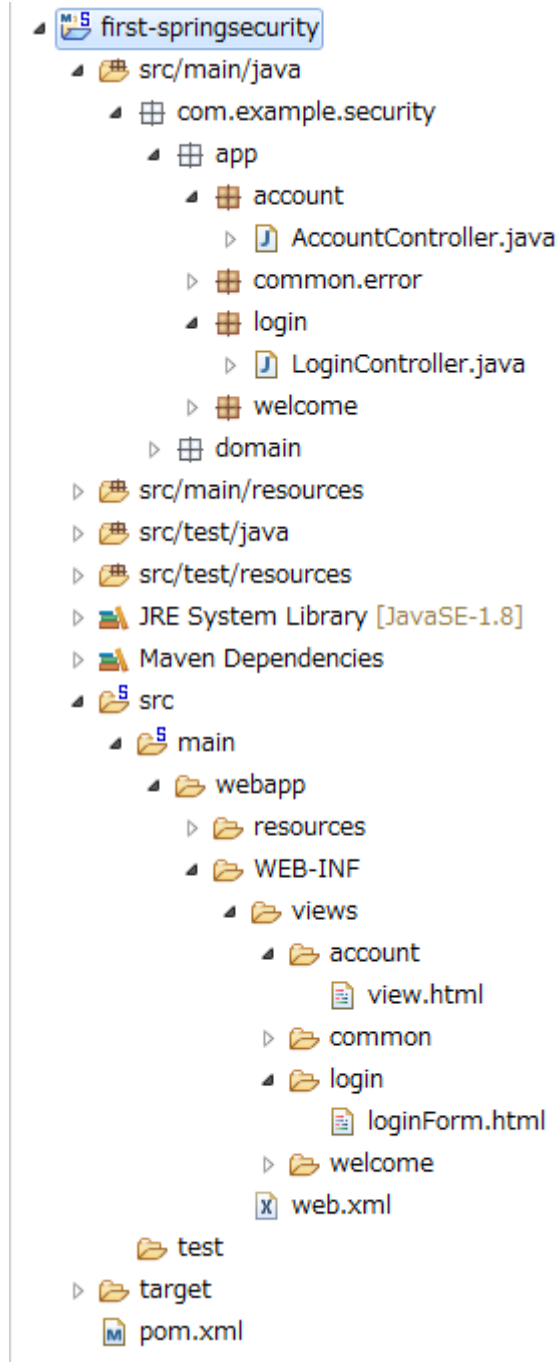 first-springsecurity
src/main/java
com.example.security
app
account
AccountController.java
common.error
login
LoginController.java
welcome
domain
src/main/resources
src/test/java
src/test/resources
JRE System Library [JavaSE-1.8]
Maven Dependencies
src
main
webapp
resources
WEB-INF
views
account
view.html
common
login
loginForm.html
welcome
web.xml
test
target
pom.xml